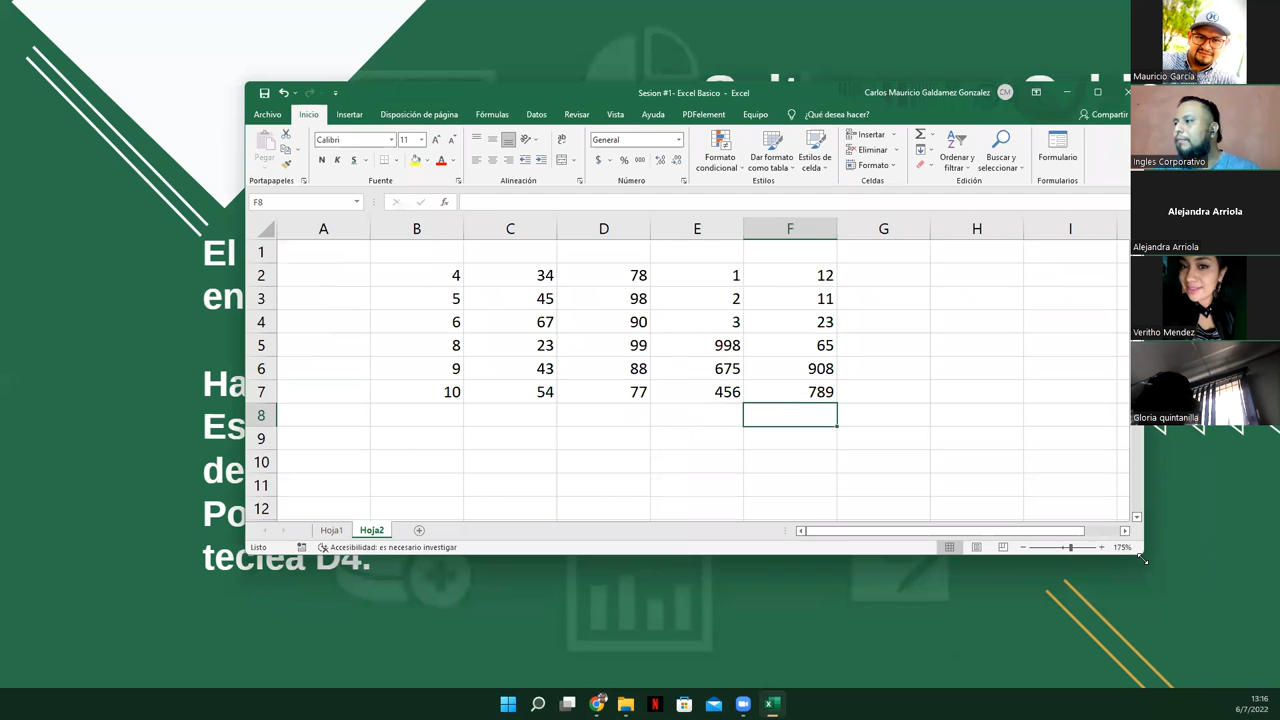 Sesion #1- Excel Basico - Excel
Carlos Mauricio Galdamez Gonzalez CM
Archivo Inicio Insertar Disposición de página Fórmulas Datos Revisar Vista Ayuda PDFelement Equipo ¿Qué desea hacer? Compartir
Pegar
Calibri 11
N K S
General
Formato condicional
Dar formato como tabla
Estilos de celda
Insertar
Eliminar
Formato
Ordenar y filtrar
Buscar y seleccionar
Formulario
Portapapeles Fuente Alineación Número Estilos Celdas Edición Formularios
F8
A B C D E F G H I
1
2 4 34 78 1 12
3 5 45 98 2 11
4 6 67 90 3 23
5 8 23 99 998 65
6 9 43 88 675 908
7 10 54 77 456 789
8
9
10
11
12
Hoja1 Hoja2
Listo Accesibilidad: es necesario investigar 175%
El
en
Ha
Es
de
Po
teclea D4.
Mauricio García
Ingles Corporativo
Alejandra Arriola
Alejandra Arriola
Veritho Mendez
Gloria quintanilla
13:16
6/7/2022